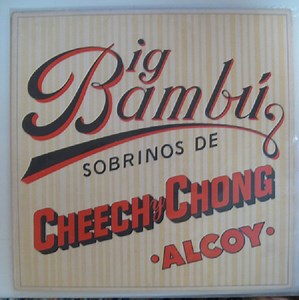 Big
Bambú
SOBRINOS DE
CHEECH y CHONG
·ALCOY·